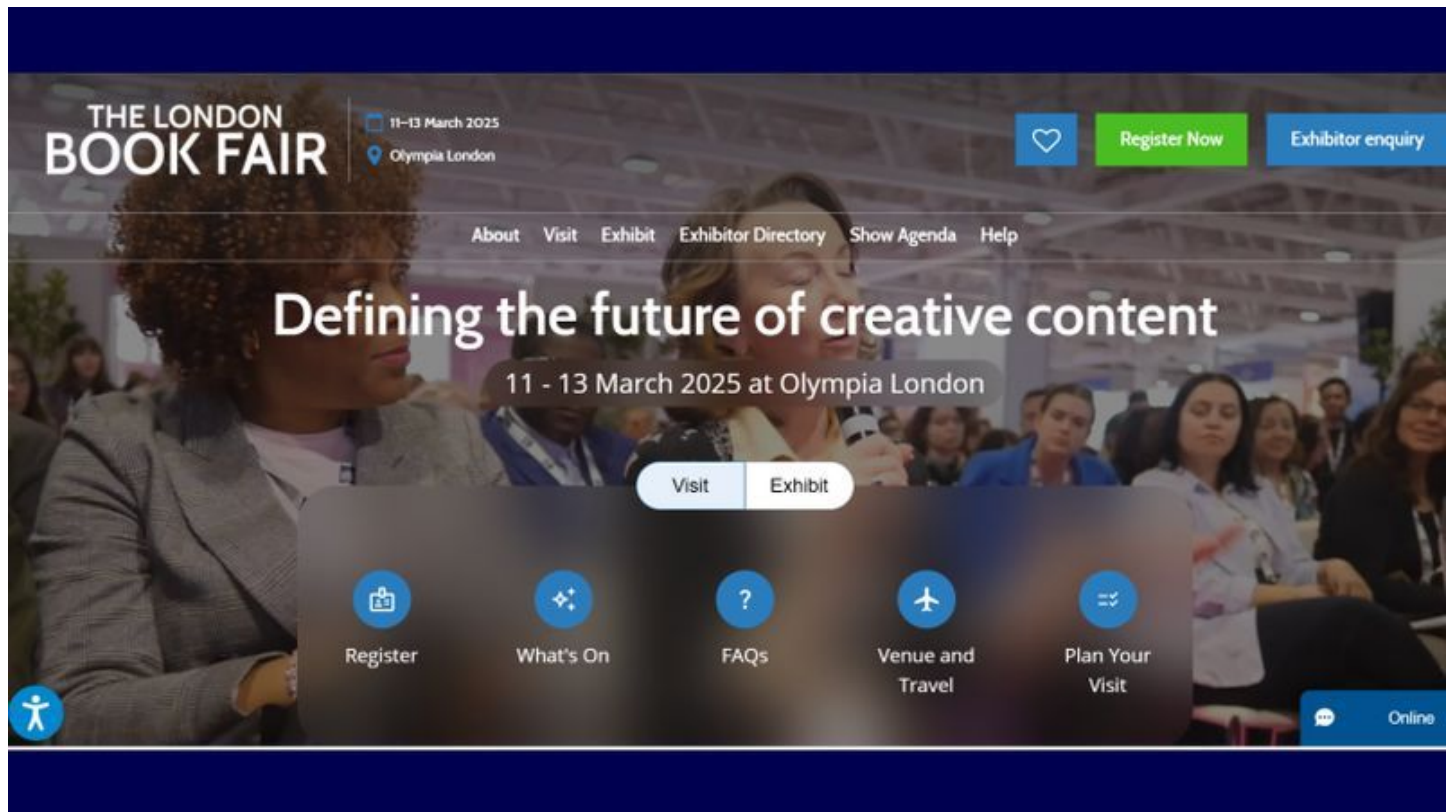 THE LONDON
BOOK FAIR
11–13 March 2025
Olympia London
Register Now
Exhibitor enquiry
About Visit Exhibit Exhibitor Directory Show Agenda Help
Defining the future of creative content
11 - 13 March 2025 at Olympia London
Visit Exhibit
Register
What's On
?
FAQs
Venue and
Travel
Plan Your
Visit
Online